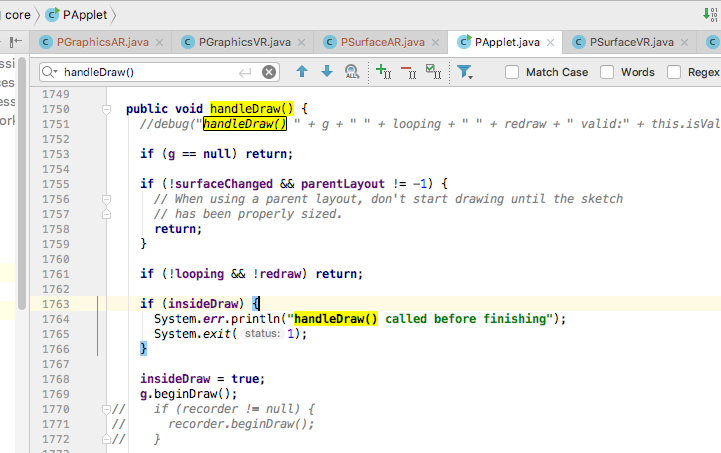 core PApplet
ssi
ces
ess
ork
PGraphicsAR.java PGraphicsVR.java PSurfaceAR.java PApplet.java PSurfaceVR.java
handleDraw() Match Case Words Regex
1749
1750 public void handleDraw() {
1751 //debug("handleDraw() " + g + " " + looping + " " + redraw + " valid:" + this.isVal
1752
1753 if (g == null) return;
1754
1755 if (!surfaceChanged && parentLayout != -1) {
1756 // When using a parent layout, don't start drawing until the sketch
1757 // has been properly sized.
1758 return;
1759 }
1760
1761 if (!looping && !redraw) return;
1762
1763 if (insideDraw) {
1764 System.err.println("handleDraw() called before finishing");
1765 System.exit( status: 1);
1766 }
1767
1768 insideDraw = true;
1769 g.beginDraw();
1770 // if (recorder != null) {
1771 // recorder.beginDraw();
1772 // }